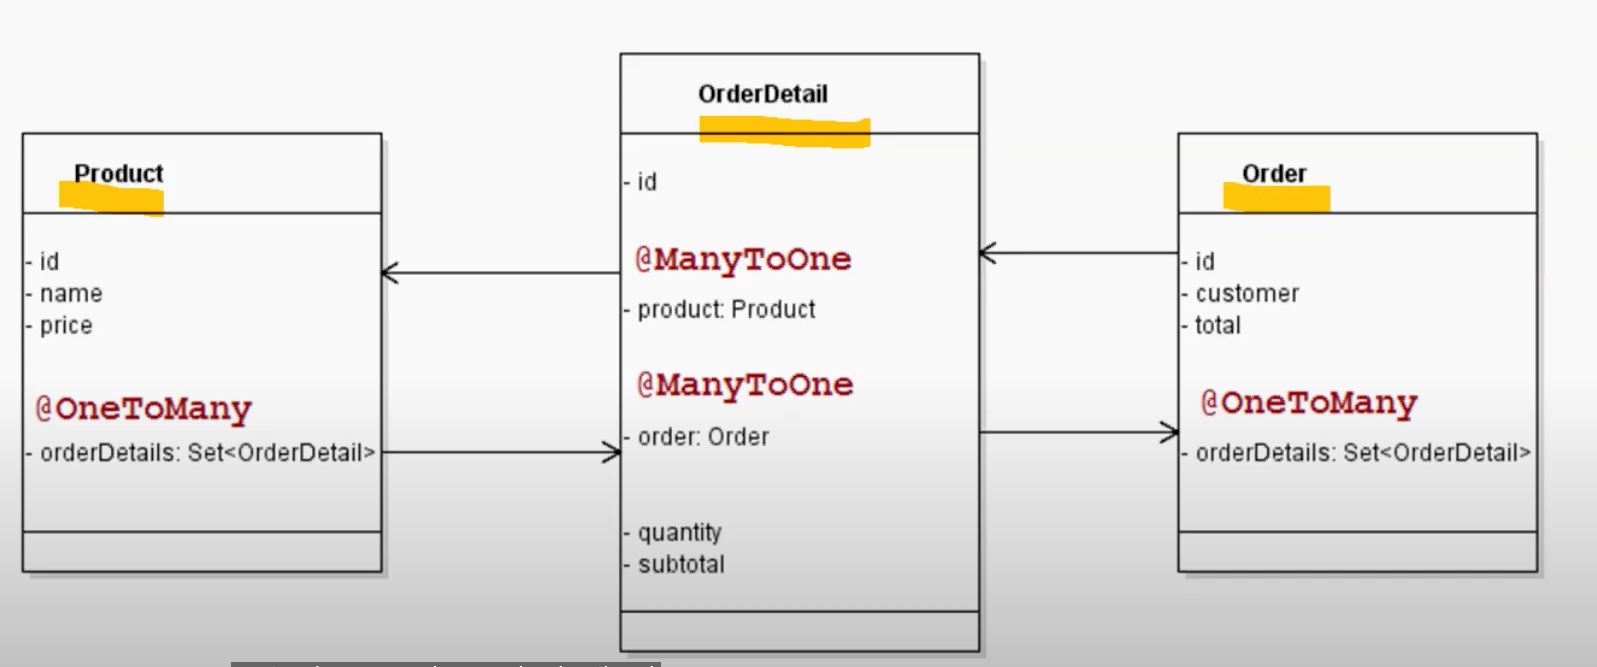 Product
- id
- name
- price
@OneToMany
- orderDetails: Set<OrderDetail>
OrderDetail
- id
@ManyToOne
- product: Product
@ManyToOne
- order: Order
- quantity
- subtotal
Order
- id
- customer
- total
@OneToMany
- orderDetails: Set<OrderDetail>